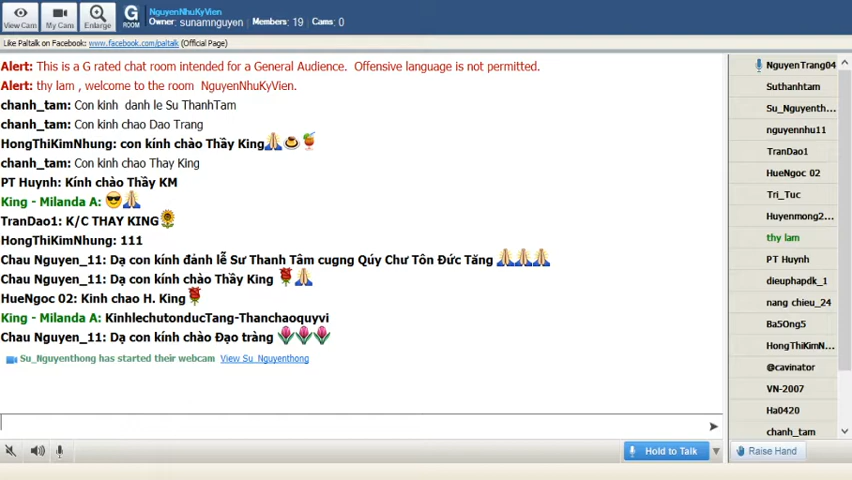 NguyenNhuKyVien
G
ROOM
Owner: sunamnguyen Members: 19 Cams: 0
View Cam My Cam Enlarge
Like Paltalk on Facebook: www.facebook.com/paltalk (Official Page)
Alert: This is a G rated chat room intended for a General Audience. Offensive language is not permitted.
Alert: thy lam , welcome to the room NguyenNhuKyVien.
chanh_tam: Con kinh danh le Su ThanhTam
chanh_tam: Con kinh chao Dao Trang
HongThiKimNhung: con kính chào Thầy King
chanh_tam: Con kinh chao Thay King
PT Huynh: Kính chào Thầy KM
King - Milanda A:
TranDao1: K/C THAY KING
HongThiKimNhung: 111
Chau Nguyen_11: Dạ con kính đảnh lễ Sư Thanh Tâm cugng Qúy Chư Tôn Đức Tăng
Chau Nguyen_11: Dạ con kính chào Thầy King
HueNgoc 02: Kinh chao H. King
King - Milanda A: KinhlechutonducTang-Thanchaoquyvi
Chau Nguyen_11: Dạ con kính chào Đạo tràng
Su_Nguyenthong has started their webcam View Su_Nguyenthong
Hold to Talk
NguyenTrang04
Suthanhtam
Su_Nguyenth...
nguyennhu11
TranDao1
HueNgoc 02
Tri_Tuc
Huyenmong2...
thy lam
PT Huynh
dieuphapdk_1
nang chieu_24
Ba5Ong5
HongThiKimN...
@cavinator
VN-2007
Ha0420
chanh_tam
Raise Hand